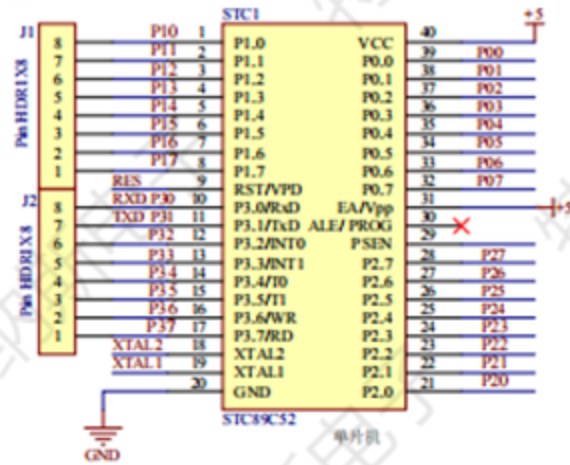 STC1
J1
Pin HDR1X8
8
7
6
5
4
3
2
1
P10
P11
P12
P13
P14
P15
P16
P17
1
2
3
4
5
6
7
8
P1.0
P1.1
P1.2
P1.3
P1.4
P1.5
P1.6
P1.7
RES 9 RST/VPD
J2
Pin HDR1X8
8
7
6
5
4
3
2
1
RXD P30 10 P3.0/RxD
TXD P31 11 P3.1/TxD
P32 12 P3.2/INT0
P33 13 P3.3/INT1
P34 14 P3.4/T0
P35 15 P3.5/T1
P36 16 P3.6/WR
P37 17 P3.7/RD
XTAL2 18 XTAL2
XTAL1 19 XTAL1
20 GND
GND
VCC 40 +5
P0.0 39 P00
P0.1 38 P01
P0.2 37 P02
P0.3 36 P03
P0.4 35 P04
P0.5 34 P05
P0.6 33 P06
P0.7 32 P07
EA/Vpp 31 +5
ALE/PROG 30
PSEN 29
P2.7 28 P27
P2.6 27 P26
P2.5 26 P25
P2.4 25 P24
P2.3 24 P23
P2.2 23 P22
P2.1 22 P21
P2.0 21 P20
STC89C52
单片机